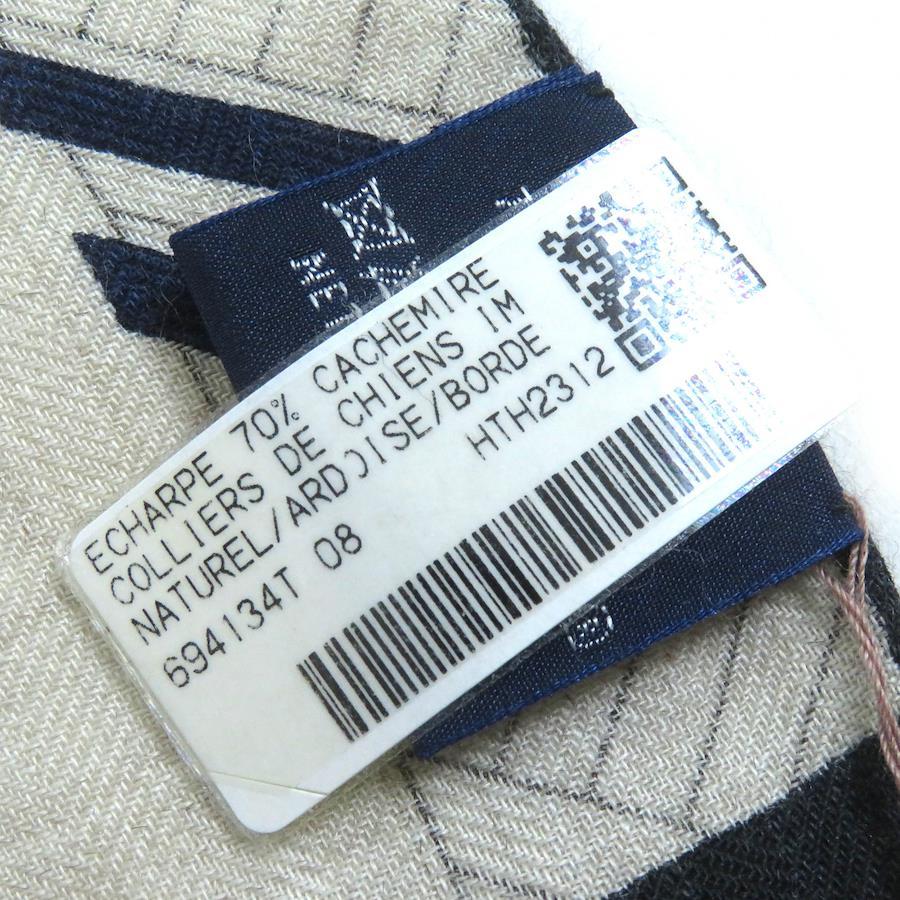 ECHARPE 70% CACHEMIRE
COLLIERS DE CHIENS IM
NATUREL/ARDOISE/BORDE
HTH2312
694134T 08